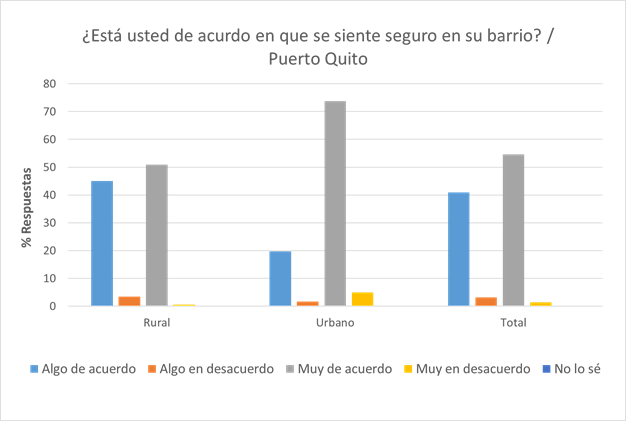 ¿Está usted de acurdo en que se siente seguro en su barrio? /
Puerto Quito
% Respuestas
80
70
60
50
40
30
20
10
0
Rural Urbano Total
Algo de acuerdo Algo en desacuerdo Muy de acuerdo Muy en desacuerdo No lo sé